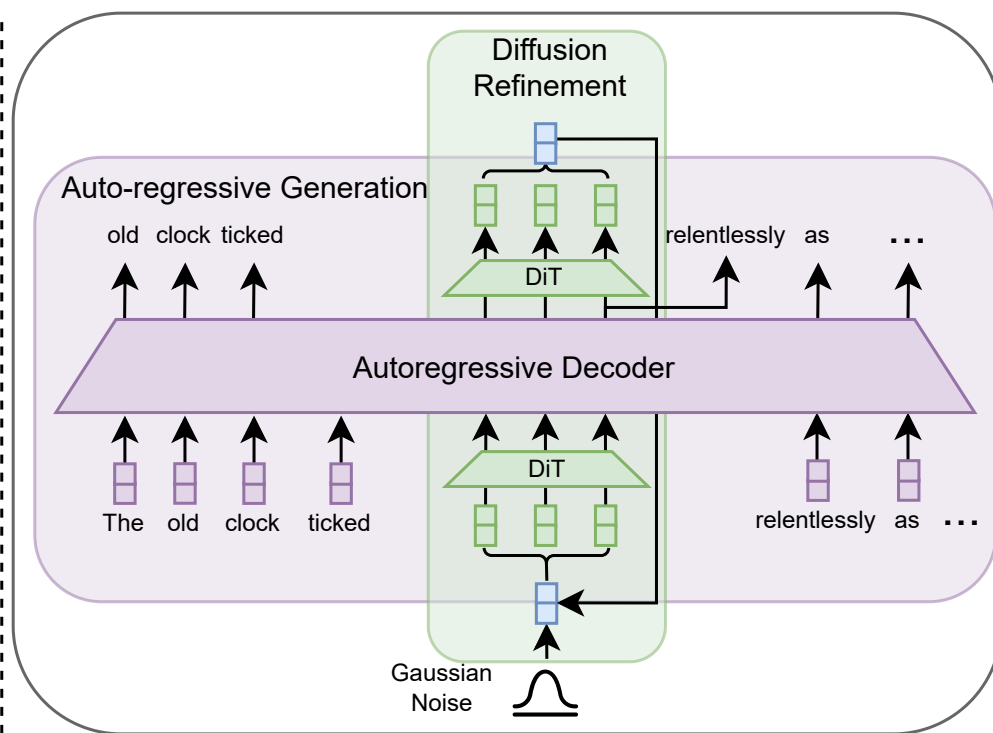 Diffusion
Refinement
Auto-regressive Generation
old clock ticked
relentlessly as ...
DiT
Autoregressive Decoder
DiT
The old clock ticked
relentlessly as ...
Gaussian
Noise